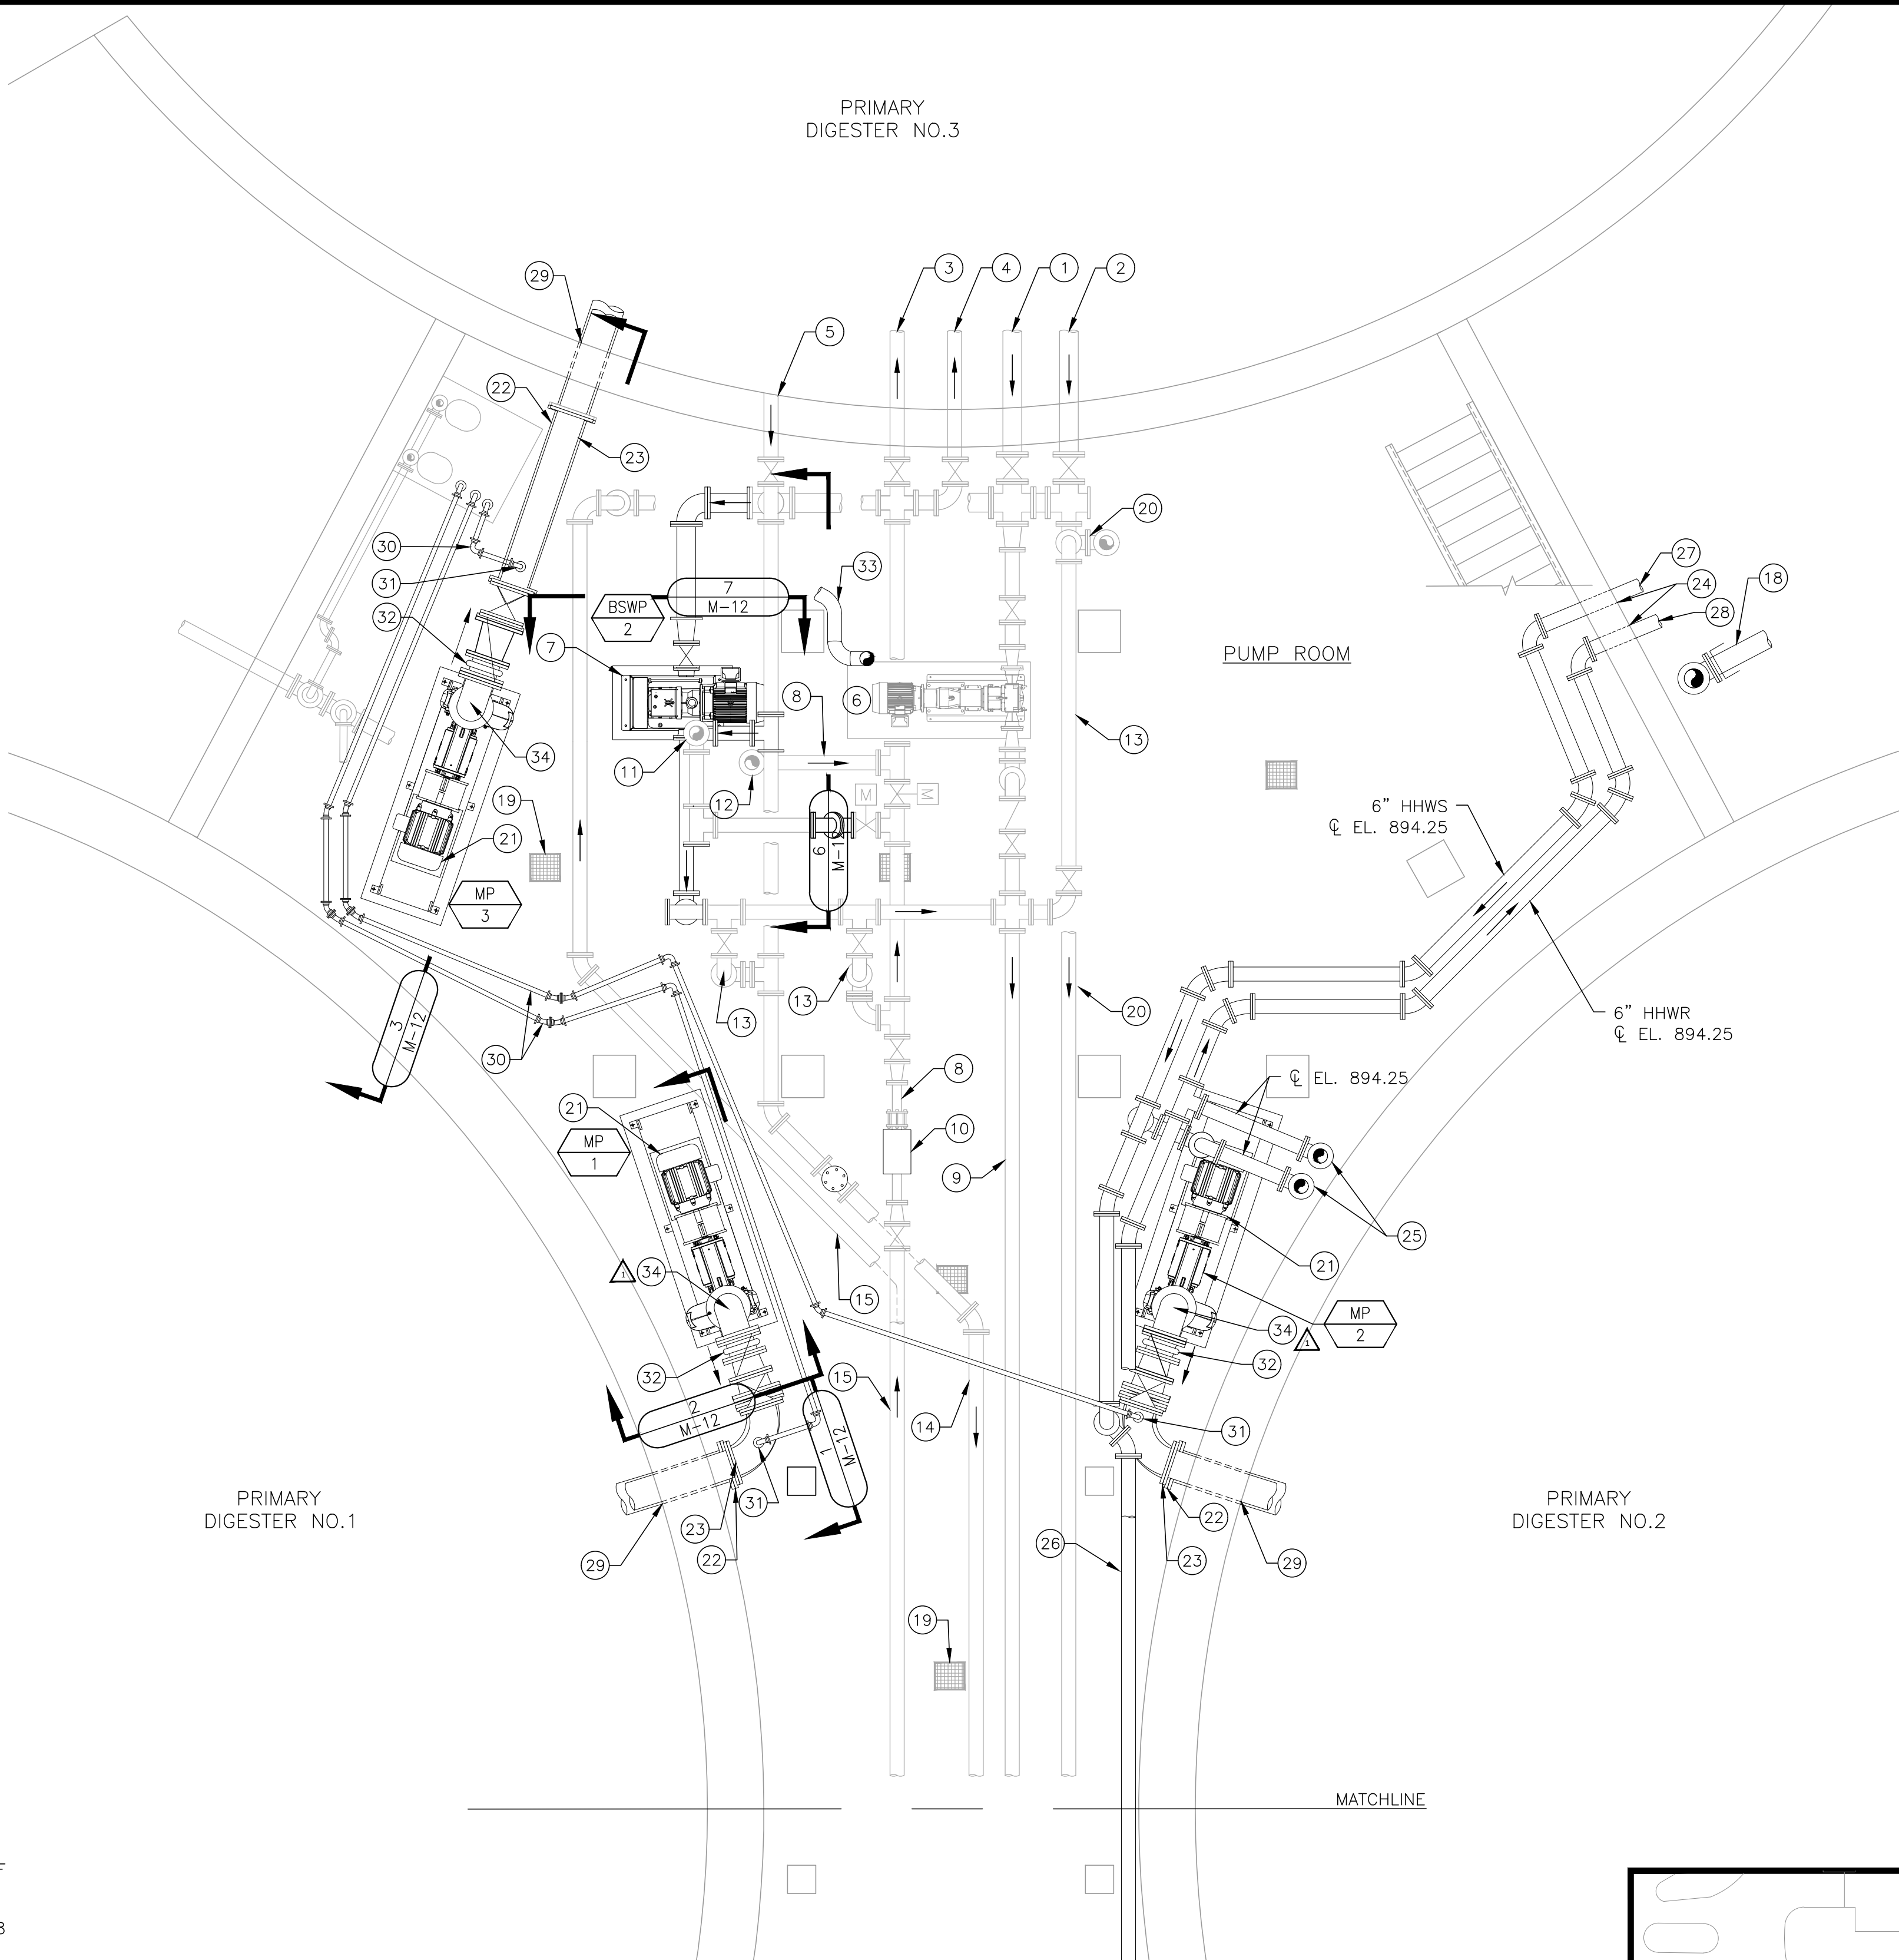 PRIMARY
DIGESTER NO.3
29
3
4
1
2
5
22
23
20
30
31
33
27
24
18
28
7
M-12
BSWP
2
32
7
PUMP ROOM
8
6
34
13
11
12
19
M
M
21
6
M-12
6" HHWS
℄ EL. 894.25
MP
3
13
13
20
6" HHWR
℄ EL. 894.25
3
M-12
30
8
℄ EL. 894.25
21
10
MP
1
9
25
21
1
34
15
34
MP
2
1
32
32
15
2
M-12
14
31
1
M-12
31
PRIMARY
DIGESTER NO.1
PRIMARY
DIGESTER NO.2
23
22
22
29
26
23
29
19
MATCHLINE
F
3